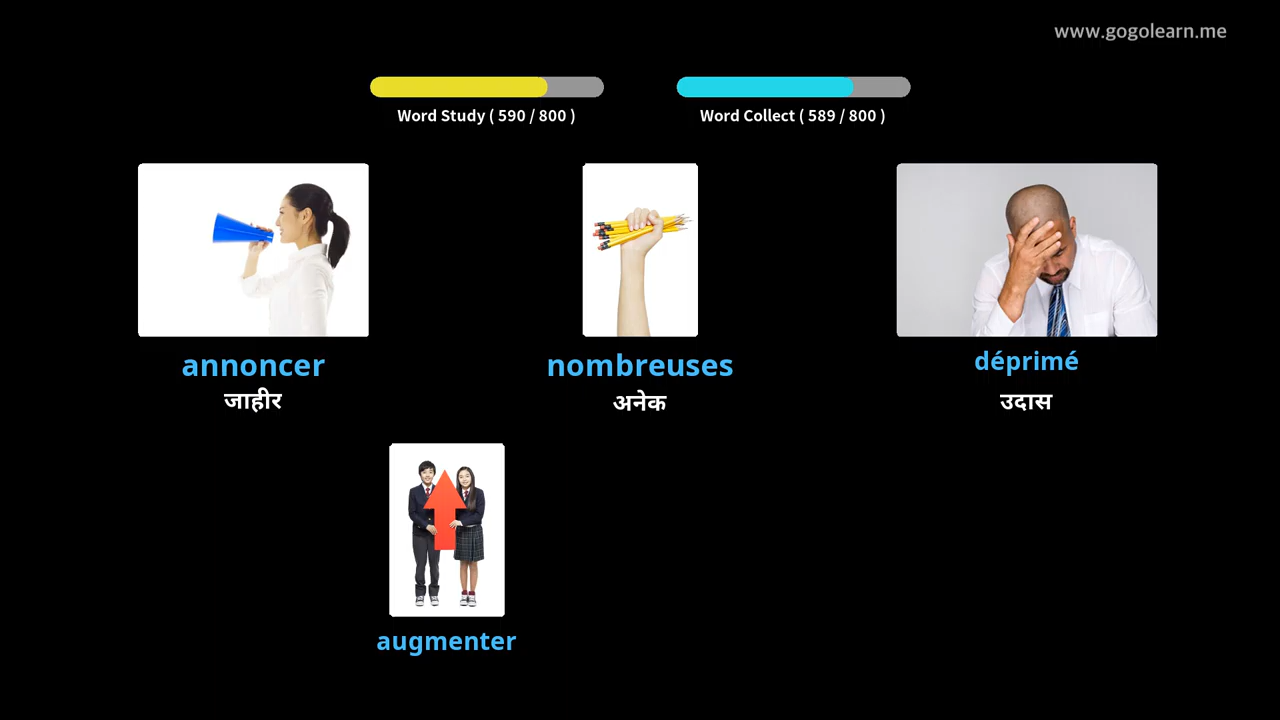 www.gogolearn.me
Word Study ( 590 / 800 )
Word Collect ( 589 / 800 )
annoncer
nombreuses
déprimé
जाहीर
अनेक
उदास
augmenter